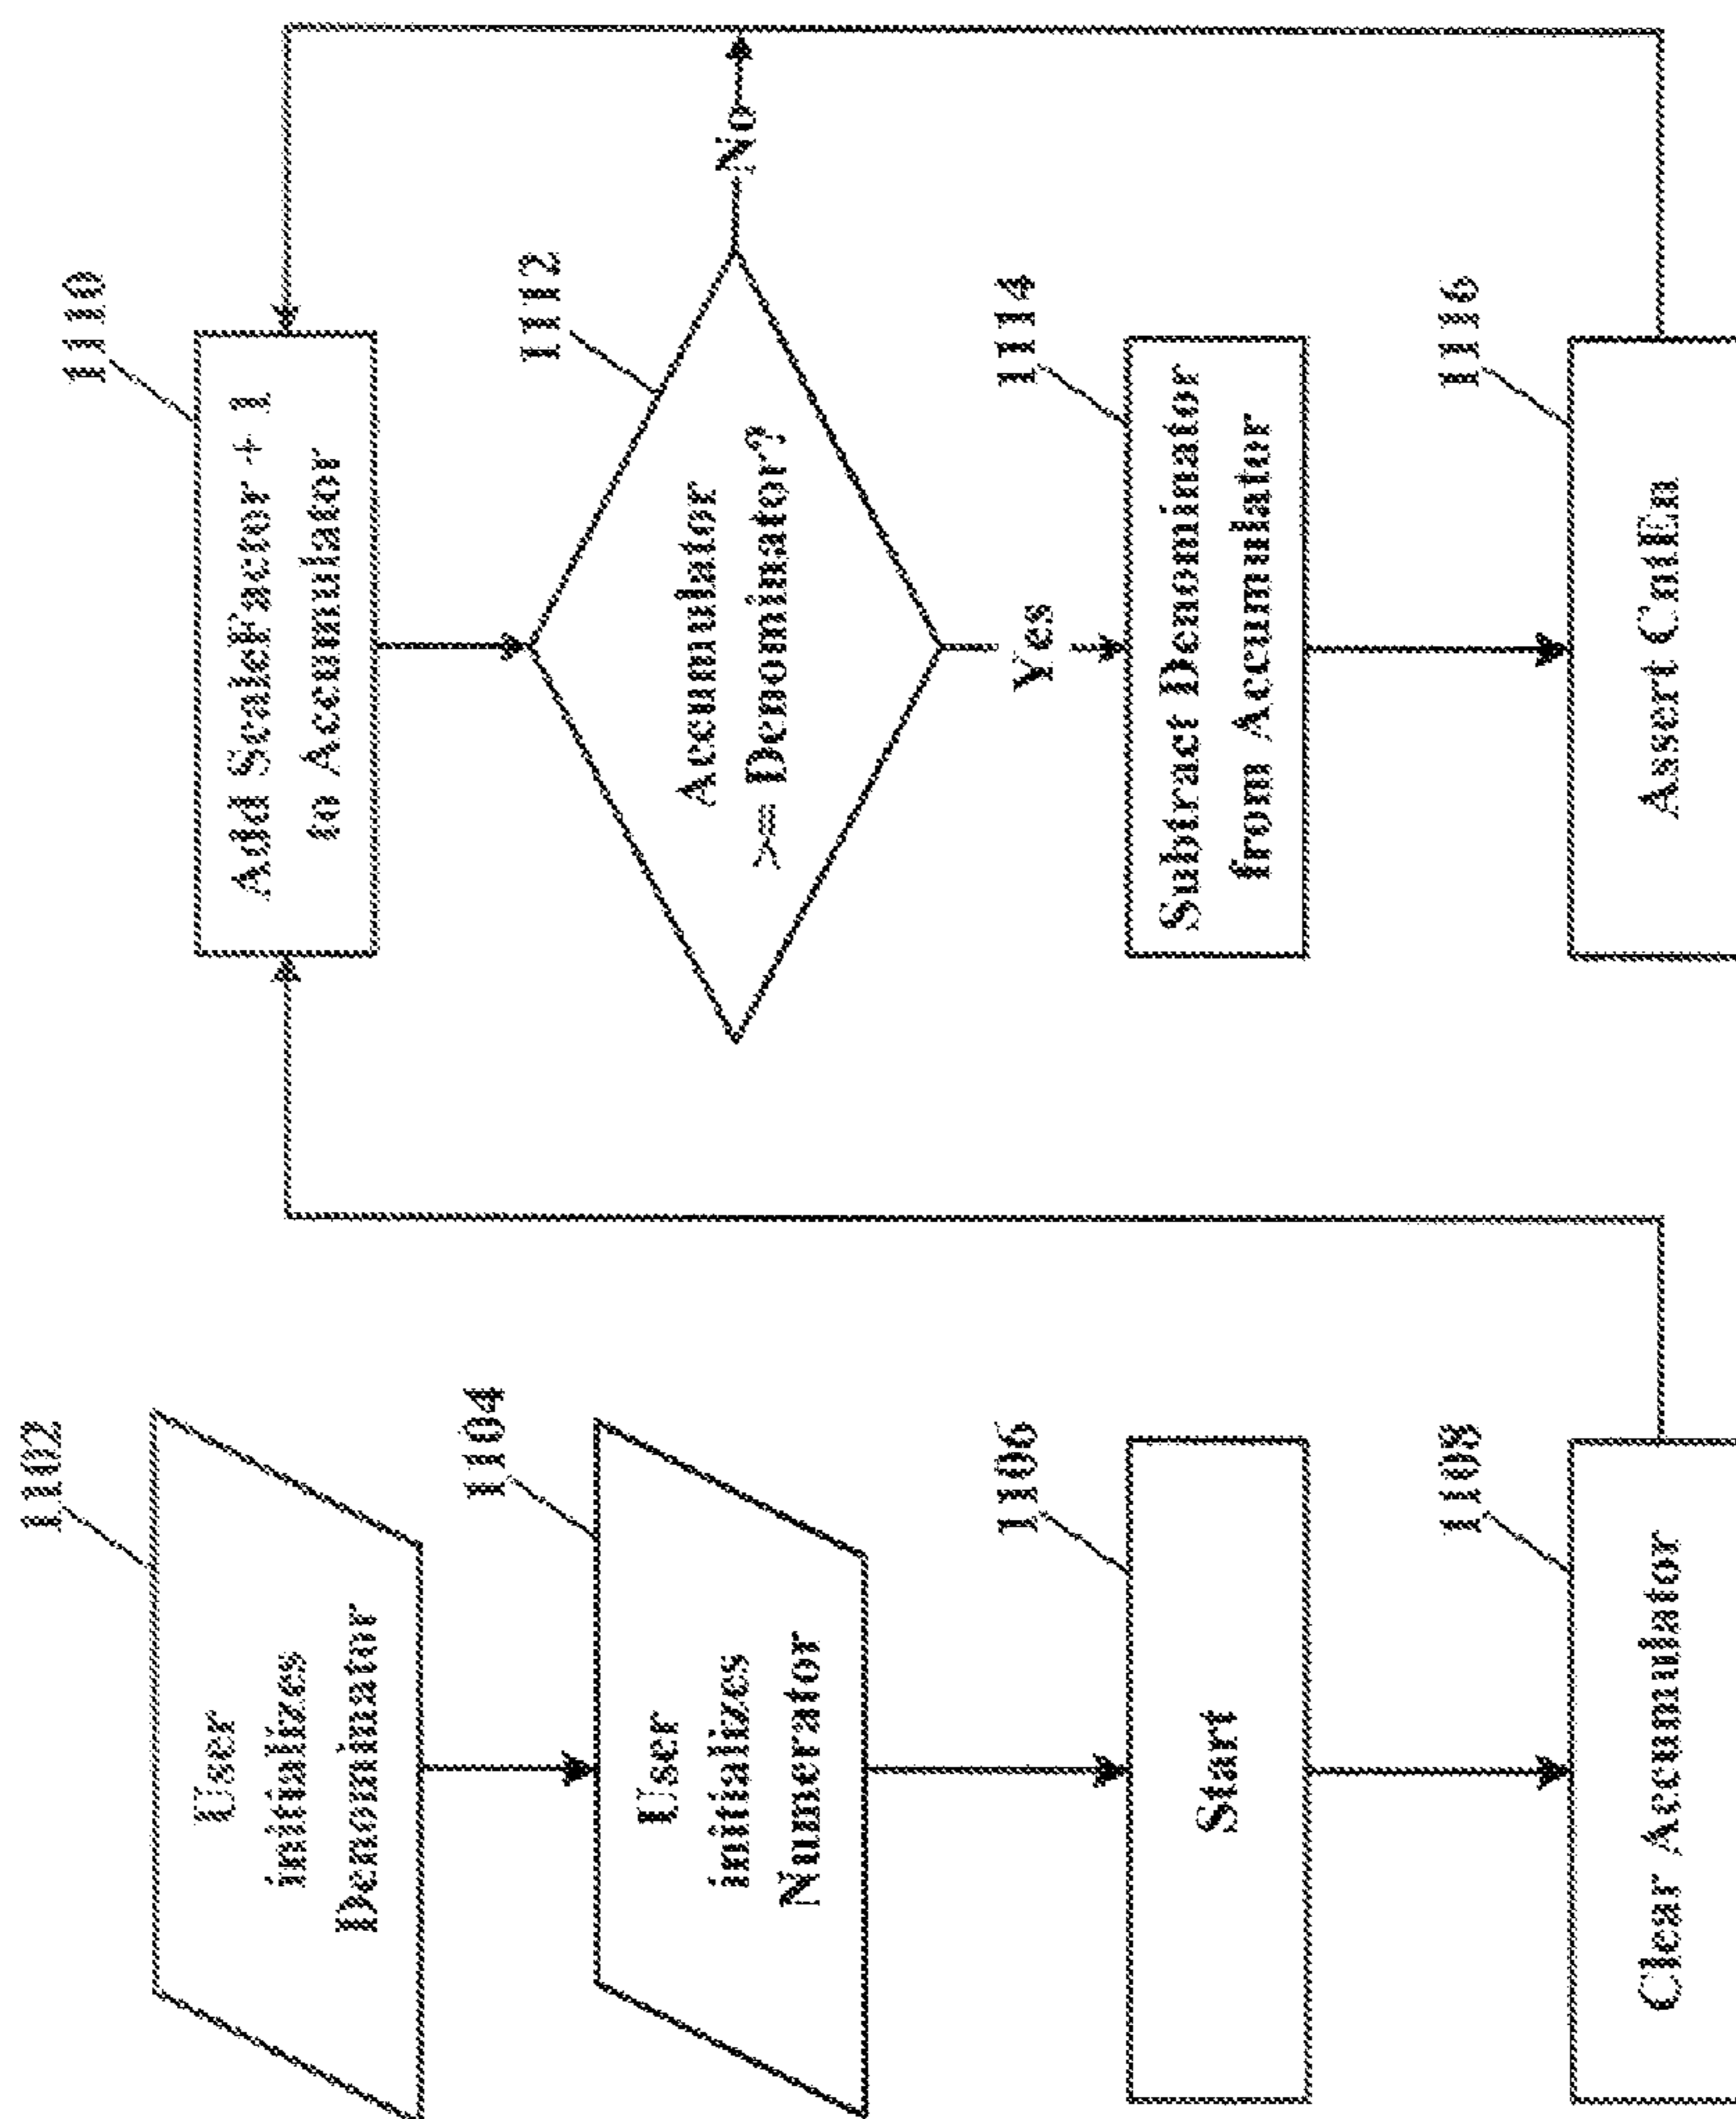 1102
User
initializes
Denominator
1104
User
initializes
Numerator
1106
Start
1108
Clear Accumulator
1110
Add ScaleFactor + 1
to Accumulator
1112
Accumulator
>= Denominator?
No
Yes
1114
Subtract Denominator
from Accumulator
1116
Assert CntEn